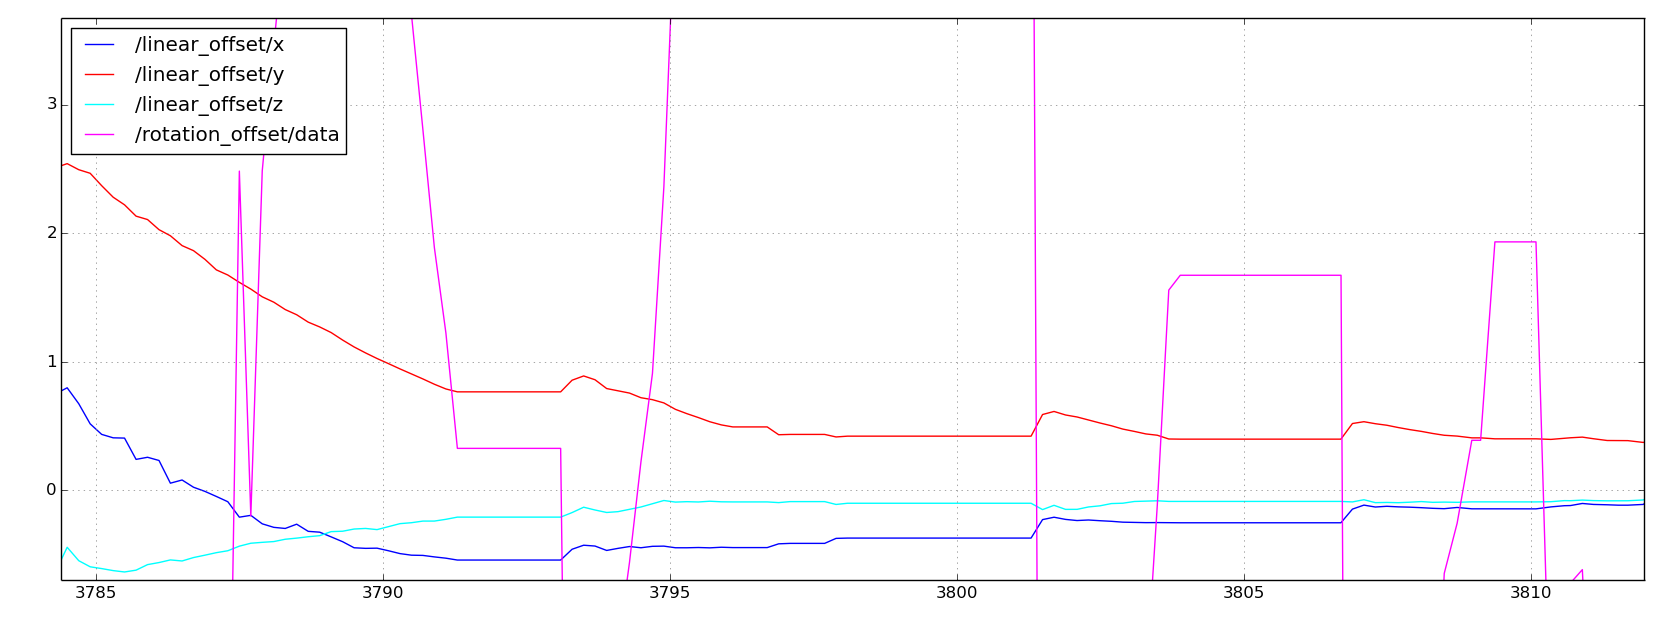 /linear_offset/x
/linear_offset/y
/linear_offset/z
/rotation_offset/data
3
2
1
0
3785 3790 3795 3800 3805 3810